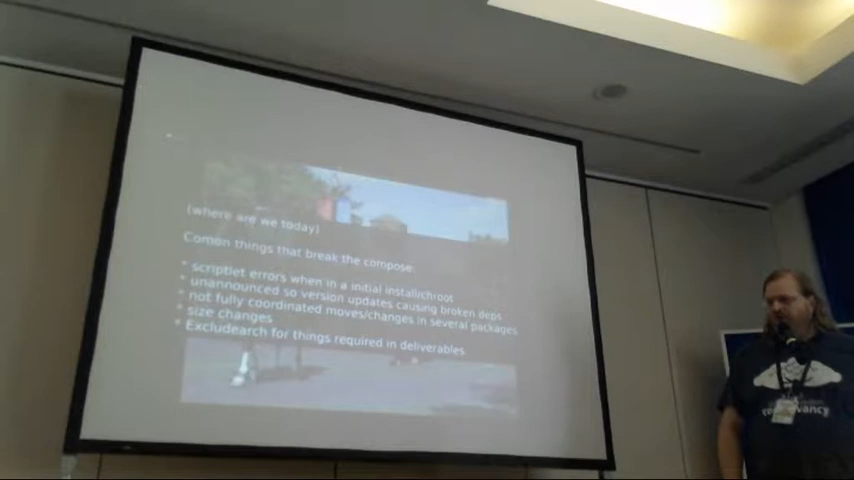 (where are we today)
Comon things that break the compose:
* scriptlet errors when in a initial install/chroot
* unannounced so version updates causing broken deps
* not fully coordinated moves/changes in several packages
* size changes
* Excludearch for things required in deliverables